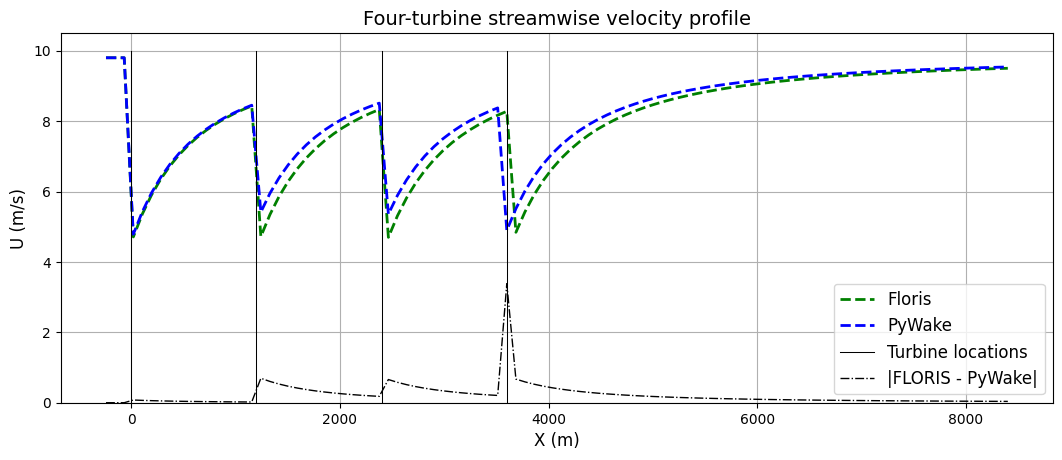 Four-turbine streamwise velocity profile
10
8
6
4
2
0
U (m/s)
Floris
PyWake
Turbine locations
|FLORIS - PyWake|
0
2000
4000
6000
8000
X (m)